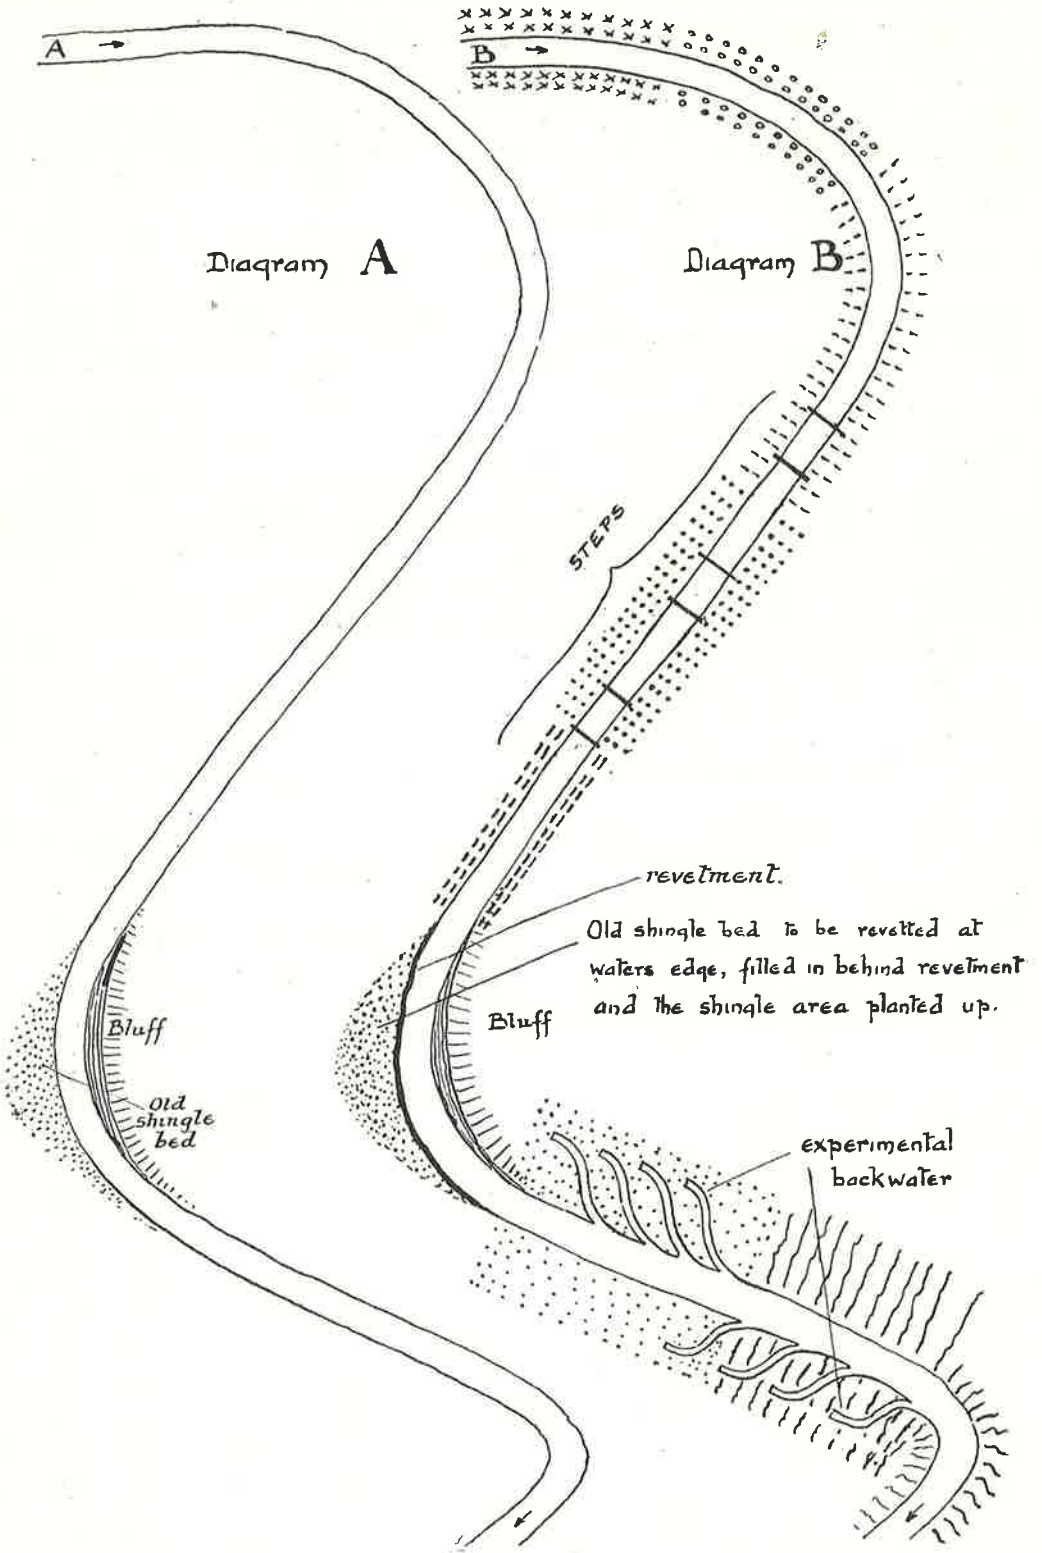 A
B
Diagram A
Diagram B
STEPS
revetment.
Old shingle bed to be revetted at
waters edge, filled in behind revetment
and the shingle area planted up.
Bluff
Bluff
Old
shingle
bed
experimental
backwater